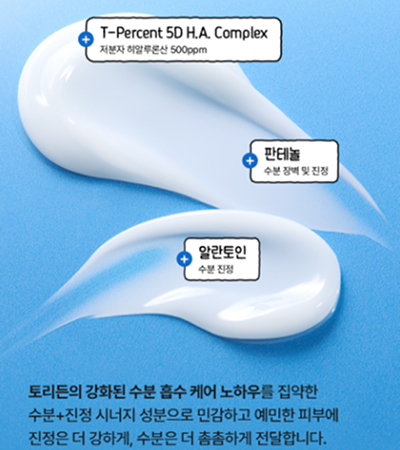 T-Percent 5D H.A. Complex
저분자 히알루론산 500ppm
판테놀
수분 장벽 및 진정
알란토인
수분 진정
토리든의 강화된 수분 흡수 케어 노하우를 집약한
수분+진정 시너지 성분으로 민감하고 예민한 피부에
진정은 더 강하게, 수분은 더 촘촘하게 전달합니다.